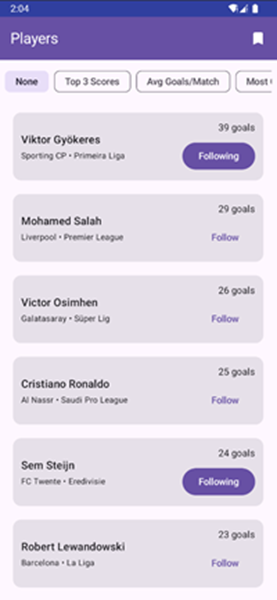 2:04
Players
None
Top 3 Scores
Avg Goals/Match
Most
39 goals
Viktor Gyökeres
Following
Sporting CP • Primeira Liga
29 goals
Mohamed Salah
Liverpool • Premier League
Follow
26 goals
Victor Osimhen
Galatasaray • Süper Lig
Follow
25 goals
Cristiano Ronaldo
Al Nassr • Saudi Pro League
Follow
24 goals
Sem Steijn
Following
FC Twente • Eredivisie
23 goals
Robert Lewandowski
Barcelona • La Liga
Follow